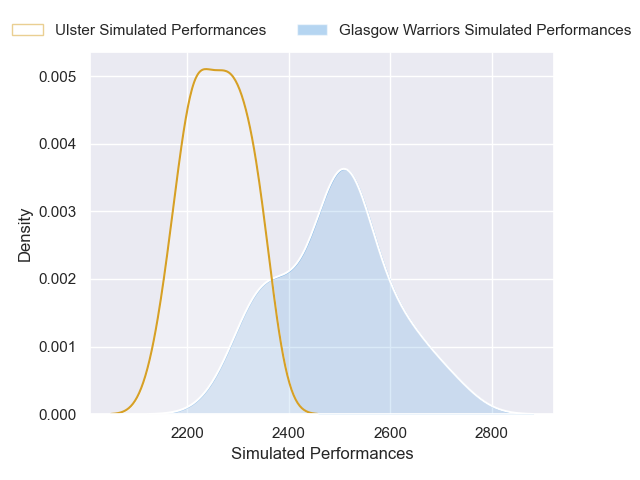 Ulster Simulated Performances
Glasgow Warriors Simulated Performances
0.005
0.004
0.003
0.002
0.001
0.000
Density
2200
2400
2600
2800
Simulated Performances